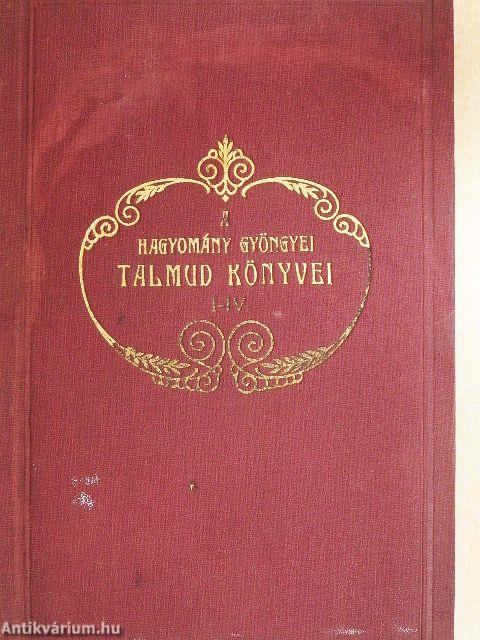 A
HAGYOMÁNY GYÖNGYEI
TALMUD KÖNYVEI
I-IV
Antikvárium.hu